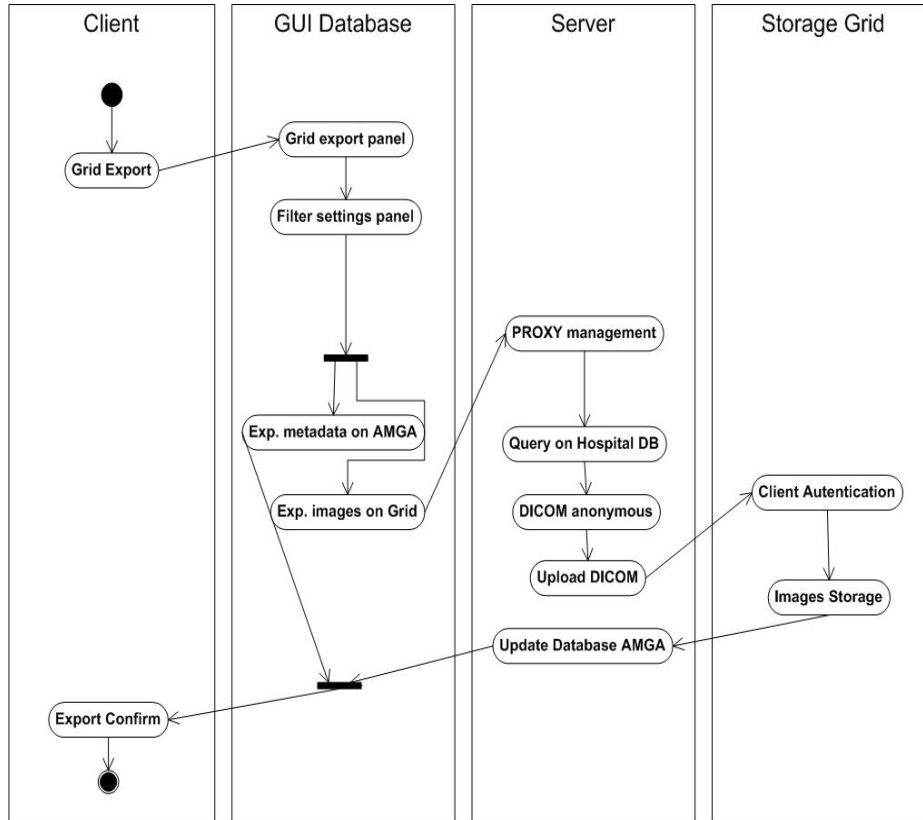 Client
GUI Database
Server
Storage Grid
Grid Export
Grid export panel
Filter settings panel
PROXY management
Exp. metadata on AMGA
Query on Hospital DB
Exp. images on Grid
DICOM anonymous
Client Autentication
Upload DICOM
Images Storage
Update Database AMGA
Export Confirm